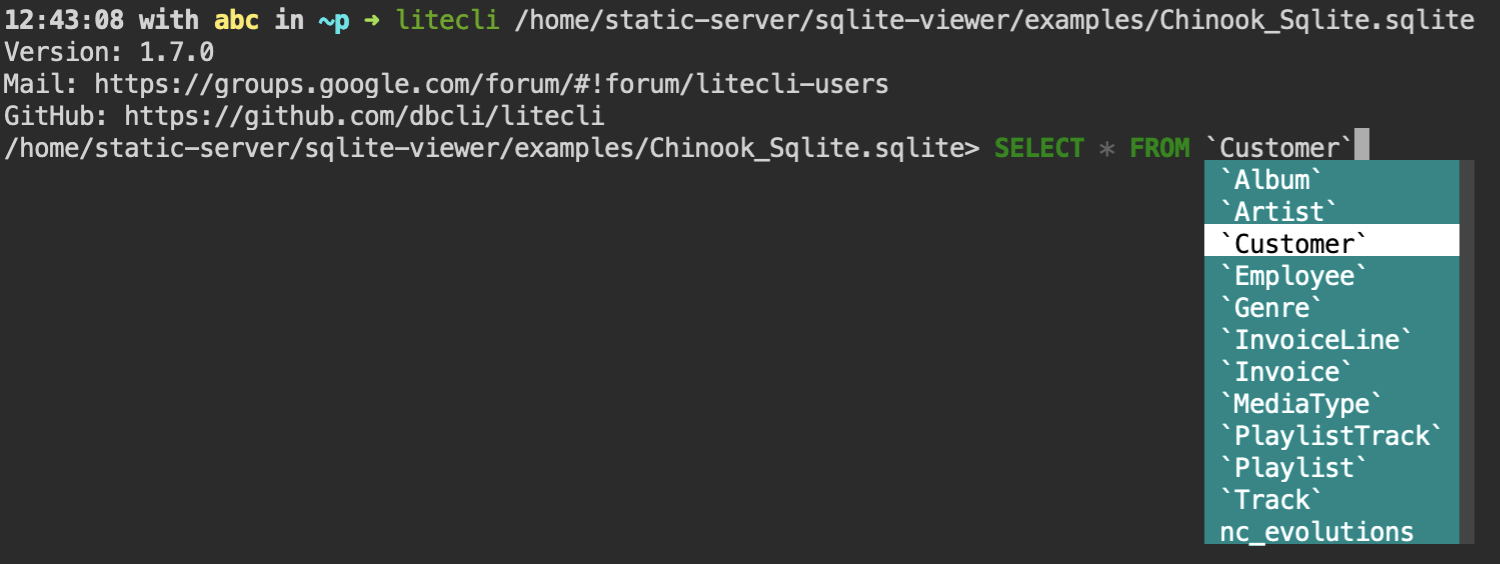 12:43:08 with abc in ~p ➜ litecli /home/static-server/sqlite-viewer/examples/Chinook_Sqlite.sqlite
Version: 1.7.0
Mail: https://groups.google.com/forum/#!forum/litecli-users
GitHub: https://github.com/dbcli/litecli
/home/static-server/sqlite-viewer/examples/Chinook_Sqlite.sqlite> SELECT * FROM `Customer`
`Album`
`Artist`
`Customer`
`Employee`
`Genre`
`InvoiceLine`
`Invoice`
`MediaType`
`PlaylistTrack`
`Playlist`
`Track`
nc_evolutions